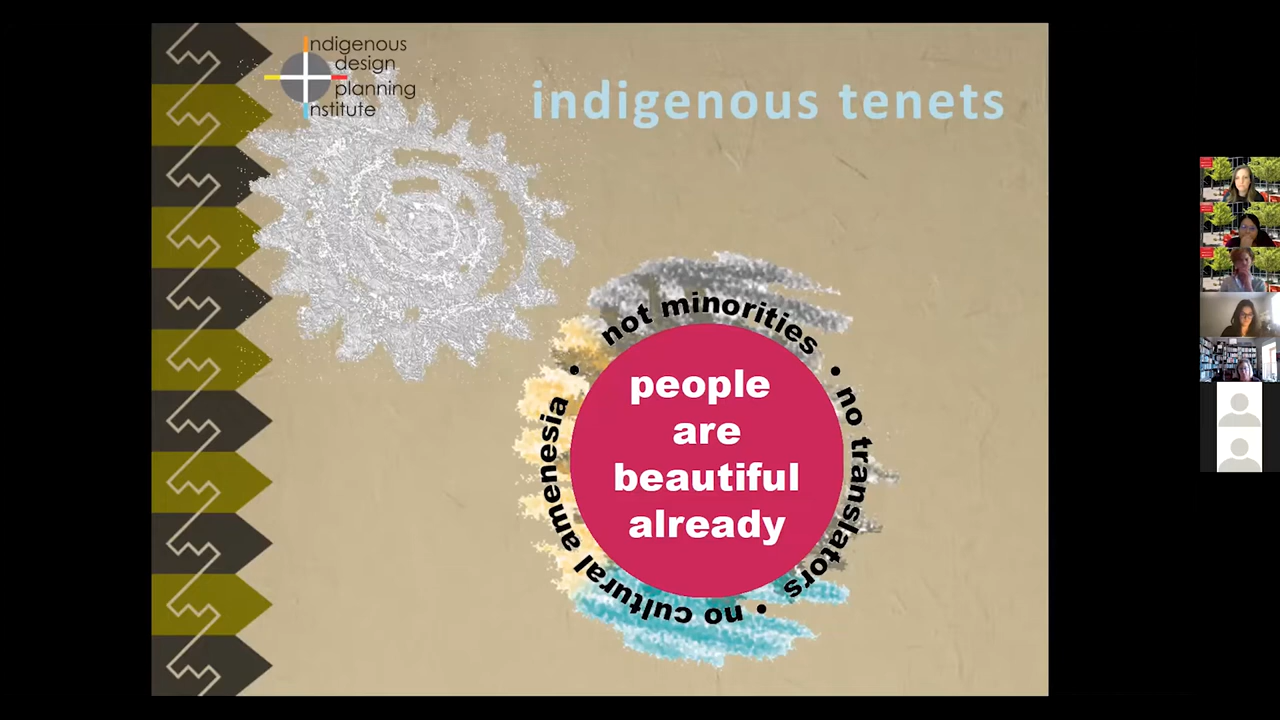 indigenous
design
planning
institute
indigenous tenets
• not minorities • no translators • no cultural amenesia
people
are
beautiful
already